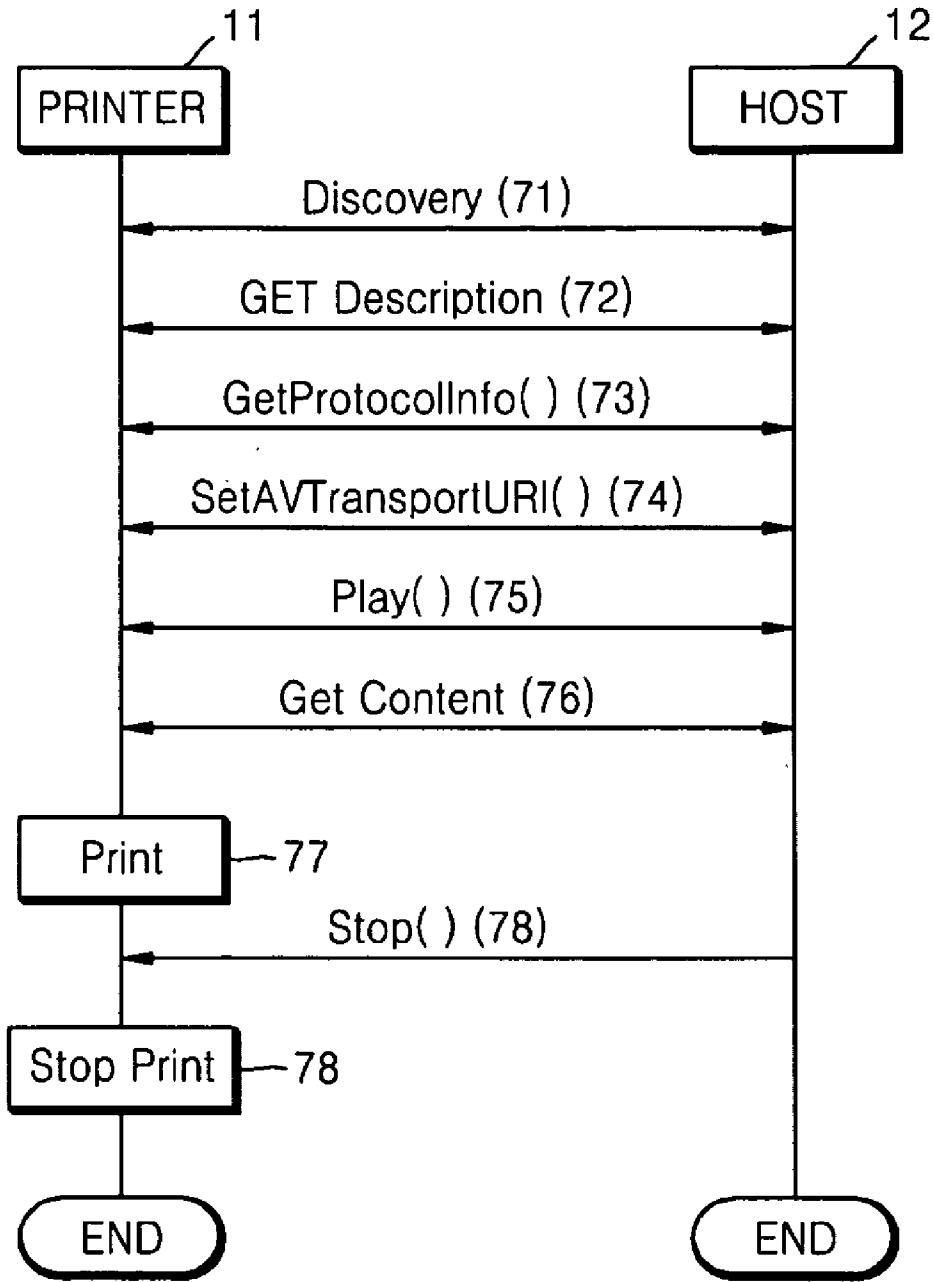 11
12
PRINTER
HOST
Discovery (71)
GET Description (72)
GetProtocolInfo( ) (73)
SetAVTransportURI( ) (74)
Play( ) (75)
Get Content (76)
Print
77
Stop( ) (78)
Stop Print
78
END
END